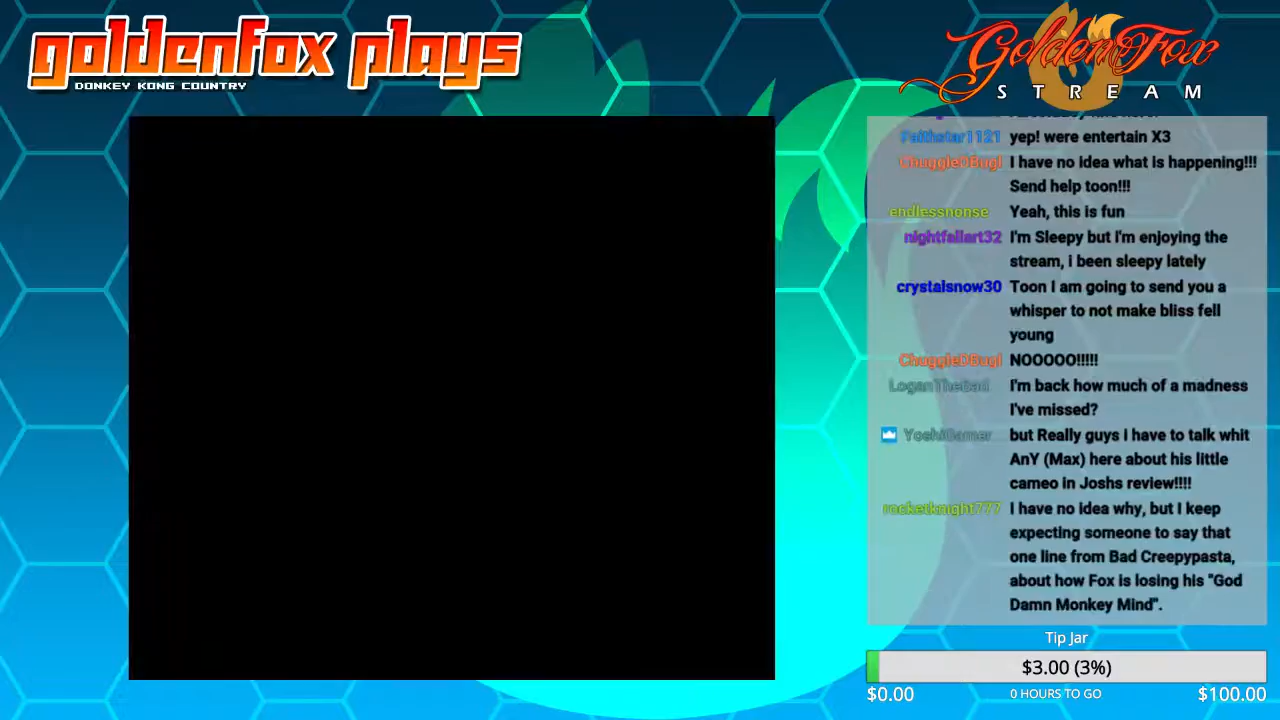 goldenfox plays
DONKEY KONG COUNTRY
GoldenFox
STREAM
Faithstar1121 yep! were entertain X3
ChuggleDBugl I have no idea what is happening!!!
Send help toon!!!
endlessnonse Yeah, this is fun
nightfallart32 I'm Sleepy but I'm enjoying the
stream, i been sleepy lately
crystalsnow30 Toon I am going to send you a
whisper to not make bliss fell
young
ChuggleDBugl NOOOOO!!!!!
LoganTheBad I'm back how much of a madness
I've missed?
YoshiGamer but Really guys I have to talk whit
AnY (Max) here about his little
cameo in Joshs review!!!!
rocketknight777 I have no idea why, but I keep
expecting someone to say that
one line from Bad Creepypasta,
about how Fox is losing his "God
Damn Monkey Mind".
Tip Jar
$3.00 (3%)
$0.00 0 HOURS TO GO $100.00